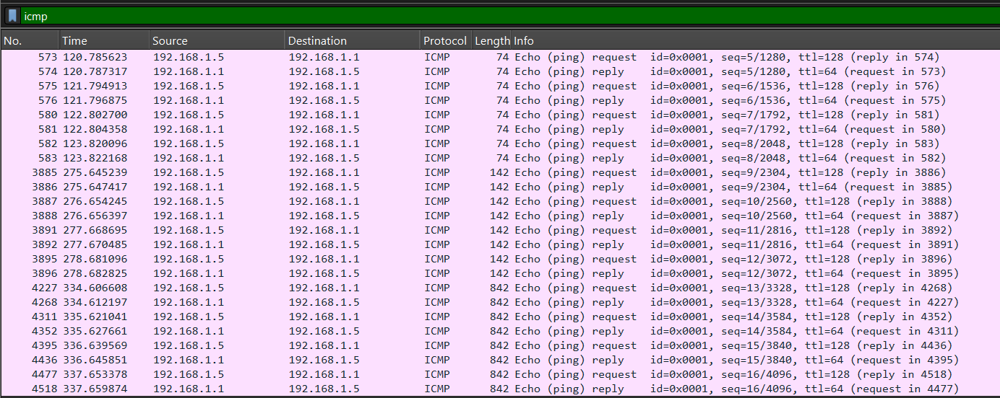 icmp
No. Time Source Destination Protocol Length Info
573 120.785623 192.168.1.5 192.168.1.1 ICMP 74 Echo (ping) request id=0x0001, seq=5/1280, ttl=128 (reply in 574)
574 120.787317 192.168.1.1 192.168.1.5 ICMP 74 Echo (ping) reply id=0x0001, seq=5/1280, ttl=64 (request in 573)
575 121.794913 192.168.1.5 192.168.1.1 ICMP 74 Echo (ping) request id=0x0001, seq=6/1536, ttl=128 (reply in 576)
576 121.796875 192.168.1.1 192.168.1.5 ICMP 74 Echo (ping) reply id=0x0001, seq=6/1536, ttl=64 (request in 575)
580 122.802700 192.168.1.5 192.168.1.1 ICMP 74 Echo (ping) request id=0x0001, seq=7/1792, ttl=128 (reply in 581)
581 122.804358 192.168.1.1 192.168.1.5 ICMP 74 Echo (ping) reply id=0x0001, seq=7/1792, ttl=64 (request in 580)
582 123.820096 192.168.1.5 192.168.1.1 ICMP 74 Echo (ping) request id=0x0001, seq=8/2048, ttl=128 (reply in 583)
583 123.822168 192.168.1.1 192.168.1.5 ICMP 74 Echo (ping) reply id=0x0001, seq=8/2048, ttl=64 (request in 582)
3885 275.645239 192.168.1.5 192.168.1.1 ICMP 142 Echo (ping) request id=0x0001, seq=9/2304, ttl=128 (reply in 3886)
3886 275.647417 192.168.1.1 192.168.1.5 ICMP 142 Echo (ping) reply id=0x0001, seq=9/2304, ttl=64 (request in 3885)
3887 276.654245 192.168.1.5 192.168.1.1 ICMP 142 Echo (ping) request id=0x0001, seq=10/2560, ttl=128 (reply in 3888)
3888 276.656397 192.168.1.1 192.168.1.5 ICMP 142 Echo (ping) reply id=0x0001, seq=10/2560, ttl=64 (request in 3887)
3891 277.668695 192.168.1.5 192.168.1.1 ICMP 142 Echo (ping) request id=0x0001, seq=11/2816, ttl=128 (reply in 3892)
3892 277.670485 192.168.1.1 192.168.1.5 ICMP 142 Echo (ping) reply id=0x0001, seq=11/2816, ttl=64 (request in 3891)
3895 278.681096 192.168.1.5 192.168.1.1 ICMP 142 Echo (ping) request id=0x0001, seq=12/3072, ttl=128 (reply in 3896)
3896 278.682825 192.168.1.1 192.168.1.5 ICMP 142 Echo (ping) reply id=0x0001, seq=12/3072, ttl=64 (request in 3895)
4227 334.606608 192.168.1.5 192.168.1.1 ICMP 842 Echo (ping) request id=0x0001, seq=13/3328, ttl=128 (reply in 4268)
4268 334.612197 192.168.1.1 192.168.1.5 ICMP 842 Echo (ping) reply id=0x0001, seq=13/3328, ttl=64 (request in 4227)
4311 335.621041 192.168.1.5 192.168.1.1 ICMP 842 Echo (ping) request id=0x0001, seq=14/3584, ttl=128 (reply in 4352)
4352 335.627661 192.168.1.1 192.168.1.5 ICMP 842 Echo (ping) reply id=0x0001, seq=14/3584, ttl=64 (request in 4311)
4395 336.639569 192.168.1.5 192.168.1.1 ICMP 842 Echo (ping) request id=0x0001, seq=15/3840, ttl=128 (reply in 4436)
4436 336.645851 192.168.1.1 192.168.1.5 ICMP 842 Echo (ping) reply id=0x0001, seq=15/3840, ttl=64 (request in 4395)
4477 337.653378 192.168.1.5 192.168.1.1 ICMP 842 Echo (ping) request id=0x0001, seq=16/4096, ttl=128 (reply in 4518)
4518 337.659874 192.168.1.1 192.168.1.5 ICMP 842 Echo (ping) reply id=0x0001, seq=16/4096, ttl=64 (request in 4477)